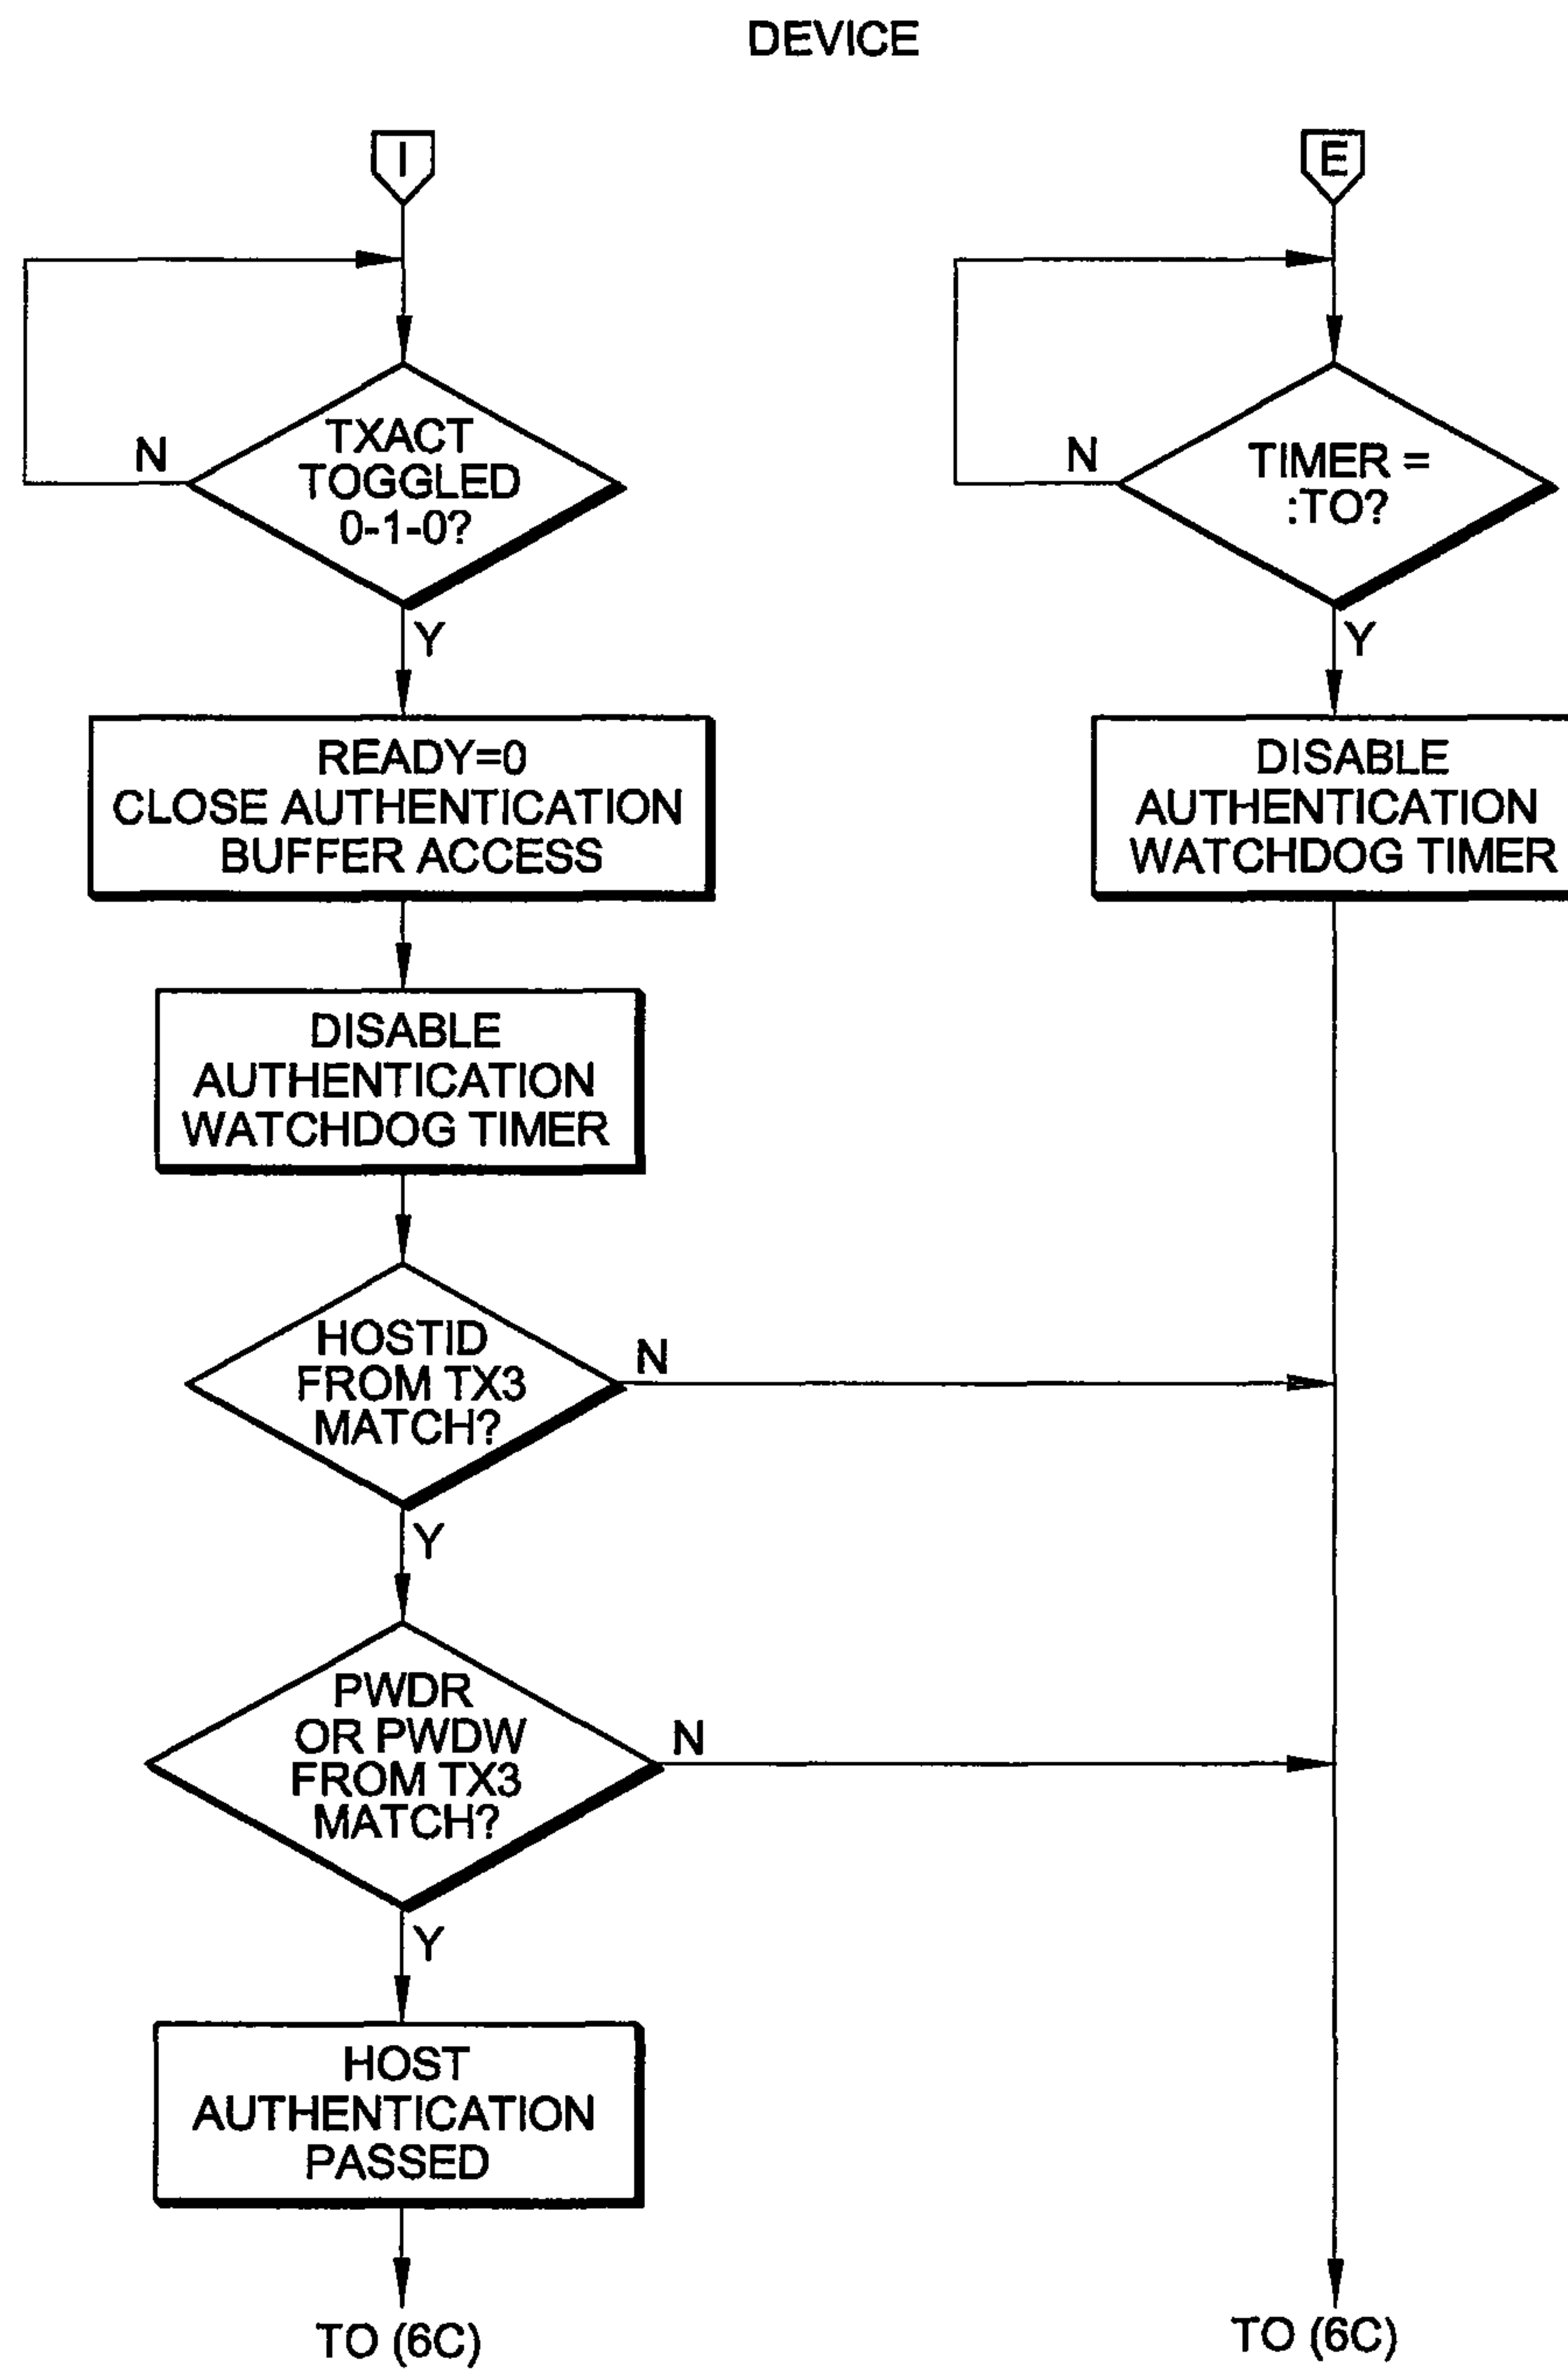 DEVICE
I
TXACT
TOGGLED
0-1-0?
N
Y
READY=0
CLOSE AUTHENTICATION
BUFFER ACCESS
DISABLE
AUTHENTICATION
WATCHDOG TIMER
HOSTID
FROM TX3
MATCH?
N
Y
PWDR
OR PWDW
FROM TX3
MATCH?
N
Y
HOST
AUTHENTICATION
PASSED
TO (6C)
E
TIMER =
:TO?
N
Y
DISABLE
AUTHENTICATION
WATCHDOG TIMER
TO (6C)